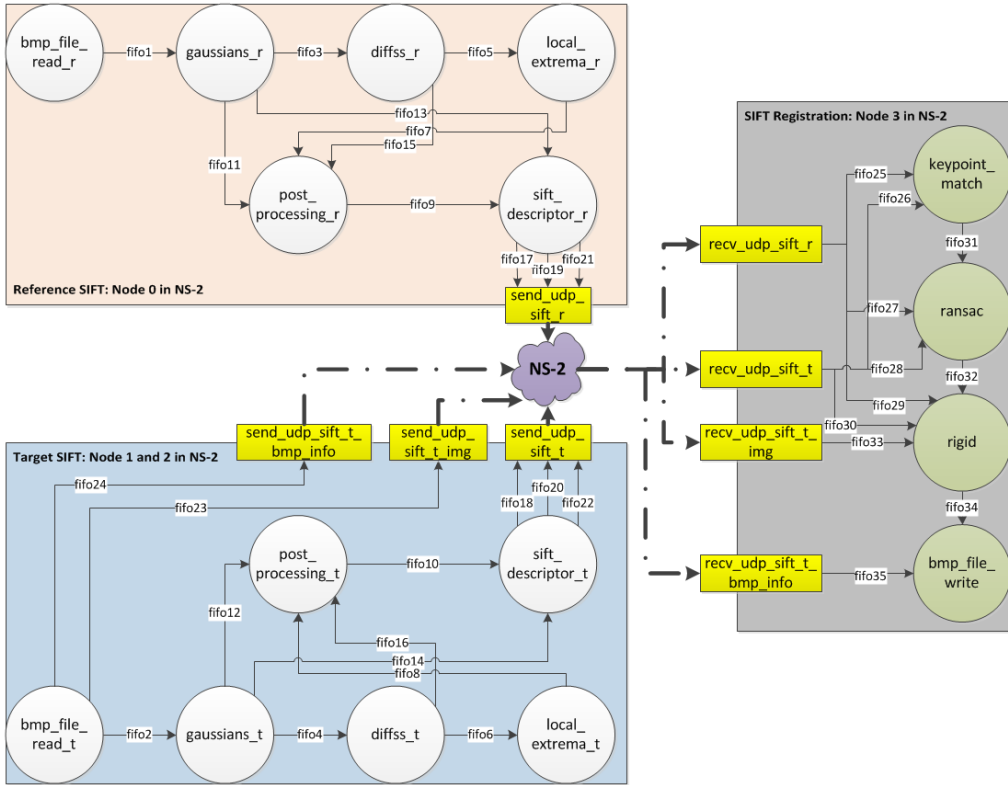 bmp_file_
read_r
fifo1
gaussians_r
fifo3
diffss_r
fifo5
local_
extrema_r
fifo13
fifo7
fifo15
fifo11
post_
processing_r
fifo9
sift_
descriptor_r
fifo17
fifo19
fifo21
Reference SIFT: Node 0 in NS-2
send_udp_
sift_r
NS-2
send_udp_sift_t_
bmp_info
send_udp_
sift_t_img
send_udp_
sift_t
Target SIFT: Node 1 and 2 in NS-2
fifo24
fifo23
fifo18
fifo20
fifo22
post_
processing_t
fifo10
sift_
descriptor_t
fifo12
fifo16
fifo14
fifo8
bmp_file_
read_t
fifo2
gaussians_t
fifo4
diffss_t
fifo6
local_
extrema_t
SIFT Registration: Node 3 in NS-2
fifo25
keypoint_
match
fifo26
recv_udp_sift_r
fifo31
fifo27
ransac
recv_udp_sift_t
fifo28
fifo32
fifo29
fifo30
recv_udp_sift_t_
img
fifo33
rigid
fifo34
recv_udp_sift_t_
bmp_info
fifo35
bmp_file_
write